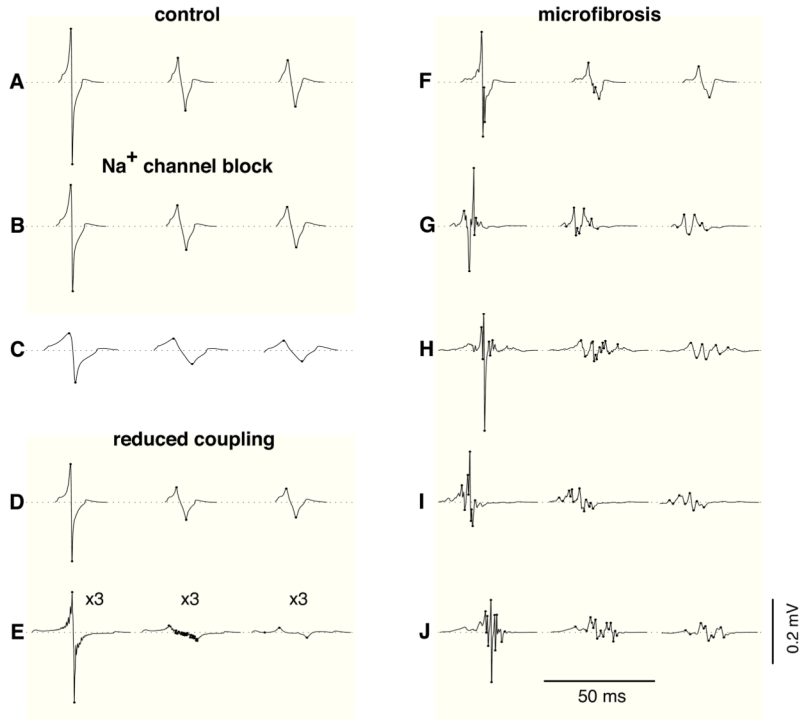 control
microfibrosis
A
F
Na+ channel block
B
G
C
H
reduced coupling
D
I
x3 x3 x3
E
J
0.2 mV
50 ms